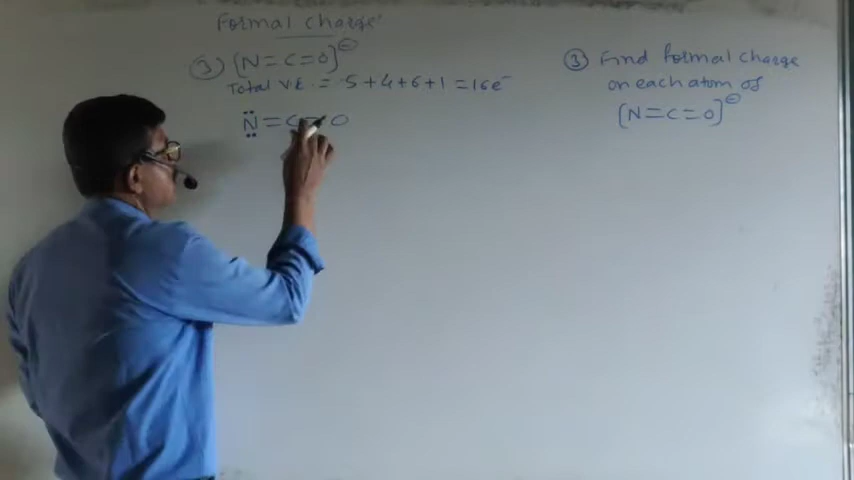 Formal charge
③ [N=C=O]⊖
Total V.E. = 5+4+6+1 = 16e⁻
N̤̈=C=O
③ Find formal charge
on each atom of
[N=C=O]⊖